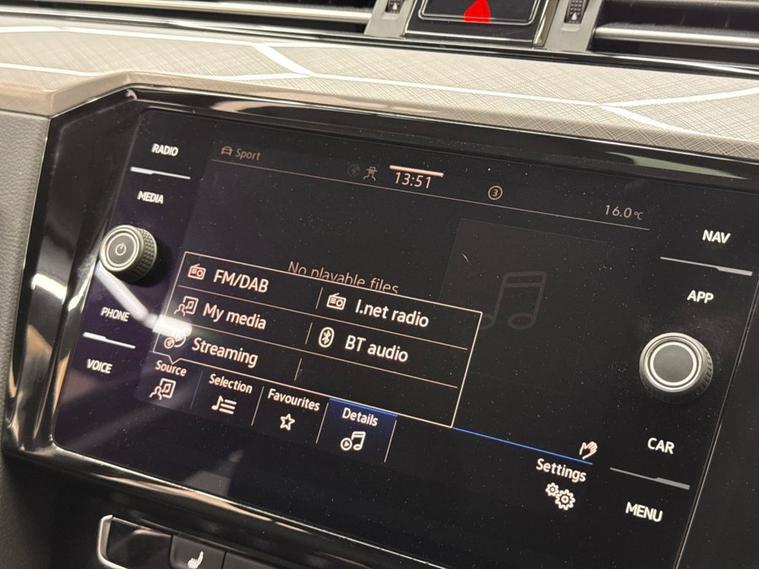 RADIO
MEDIA
PHONE
VOICE
Sport
13:51
3
16.0°C
No playable files
FM/DAB
I.net radio
My media
BT audio
Streaming
Source
Selection
Favourites
Details
Settings
NAV
APP
CAR
MENU